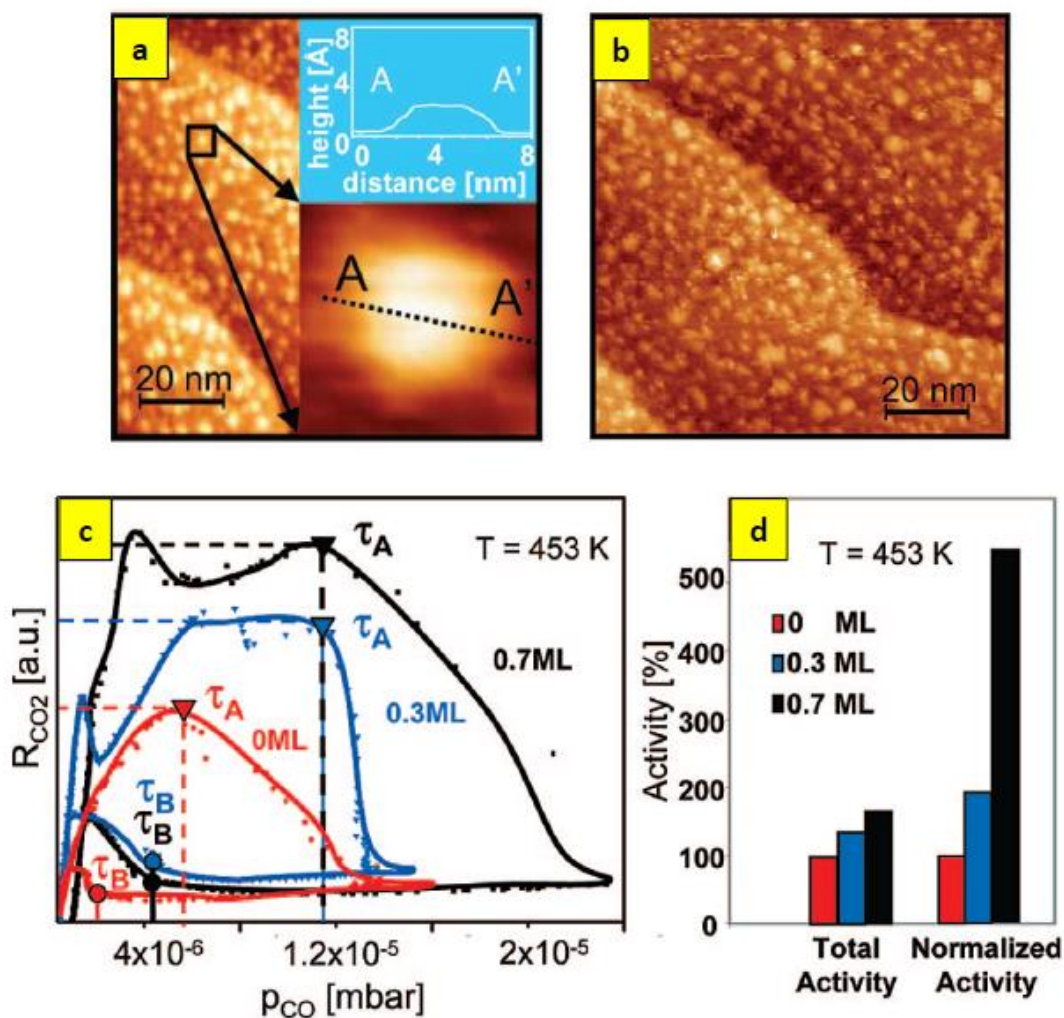 a
height [Å]
8
4
0
A
A'
0
4
8
distance [nm]
A
A'
20 nm
b
20 nm
c
T = 453 K
τA
τA
τA
0.7ML
0.3ML
0ML
τB
τB
τB
RCO2 [a.u.]
4x10-6
1.2x10-5
2x10-5
pCO [mbar]
d
T = 453 K
Activity [%]
500
400
300
200
100
0
0 ML
0.3 ML
0.7 ML
Total
Activity
Normalized
Activity